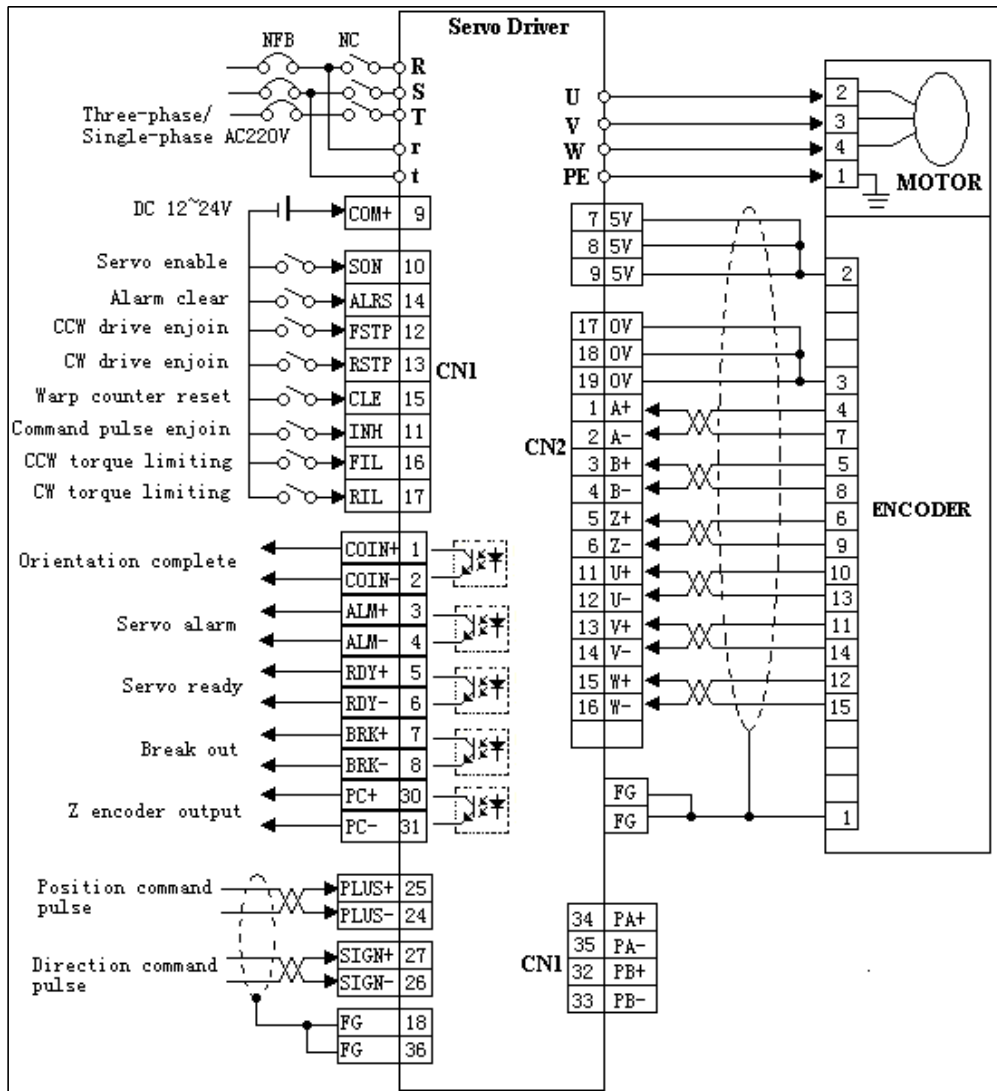 Servo Driver
NFB NC
R
S
T
Three-phase/
Single-phase AC220V
r
t
DC 12~24V COM+ 9
Servo enable SON 10
Alarm clear ALRS 14
CCW drive enjoin FSTP 12
CW drive enjoin RSTP 13
CN1
Warp counter reset CLE 15
Command pulse enjoin INH 11
CCW torque limiting FIL 16
CW torque limiting RIL 17
Orientation complete
COIN+ 1
COIN- 2
Servo alarm
ALM+ 3
ALM- 4
Servo ready
RDY+ 5
RDY- 6
Break out
BRK+ 7
BRK- 8
Z encoder output
PC+ 30
PC- 31
Position command
pulse
PLUS+ 25
PLUS- 24
Direction command
pulse
SIGN+ 27
SIGN- 26
FG 18
FG 36
U 2
V 3
W 4
PE 1
MOTOR
7 5V
8 5V
9 5V 2
17 0V
18 0V
19 0V 3
CN2
1 A+ 4
2 A- 7
3 B+ 5
4 B- 8
5 Z+ 6
6 Z- 9
11 U+ 10
12 U- 13
13 V+ 11
14 V- 14
15 W+ 12
16 W- 15
ENCODER
FG
FG 1
CN1
34 PA+
35 PA-
32 PB+
33 PB-